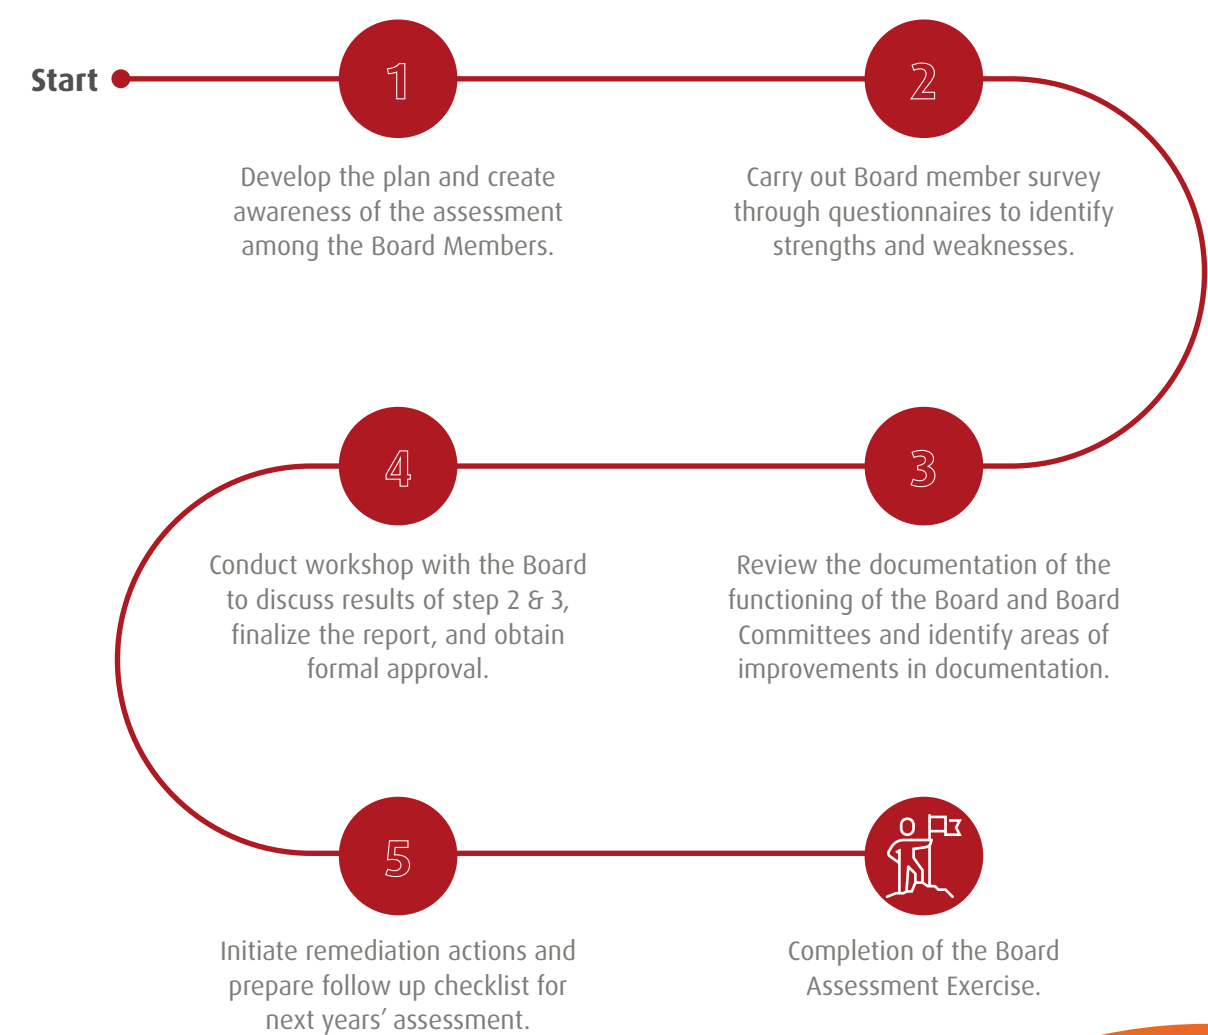 Start
1
Develop the plan and create
awareness of the assessment
among the Board Members.
2
Carry out Board member survey
through questionnaires to identify
strengths and weaknesses.
3
Review the documentation of the
functioning of the Board and Board
Committees and identify areas of
improvements in documentation.
4
Conduct workshop with the Board
to discuss results of step 2 & 3,
finalize the report, and obtain
formal approval.
5
Initiate remediation actions and
prepare follow up checklist for
next years’ assessment.
Completion of the Board
Assessment Exercise.